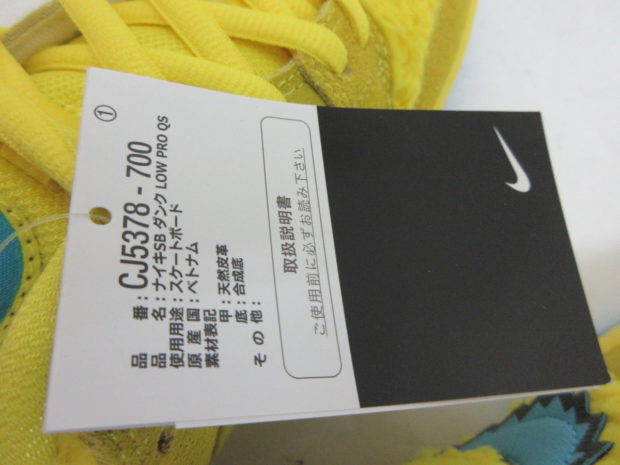 ①
品 番：CJ5378 - 700
品 名：ナイキSB ダンク LOW PRO QS
使用用途：スケートボード
原 産 国：ベトナム
素材表記
甲：天然皮革
底：合成底
そ の 他：
取扱説明書
ご使用前に必ずお読み下さい